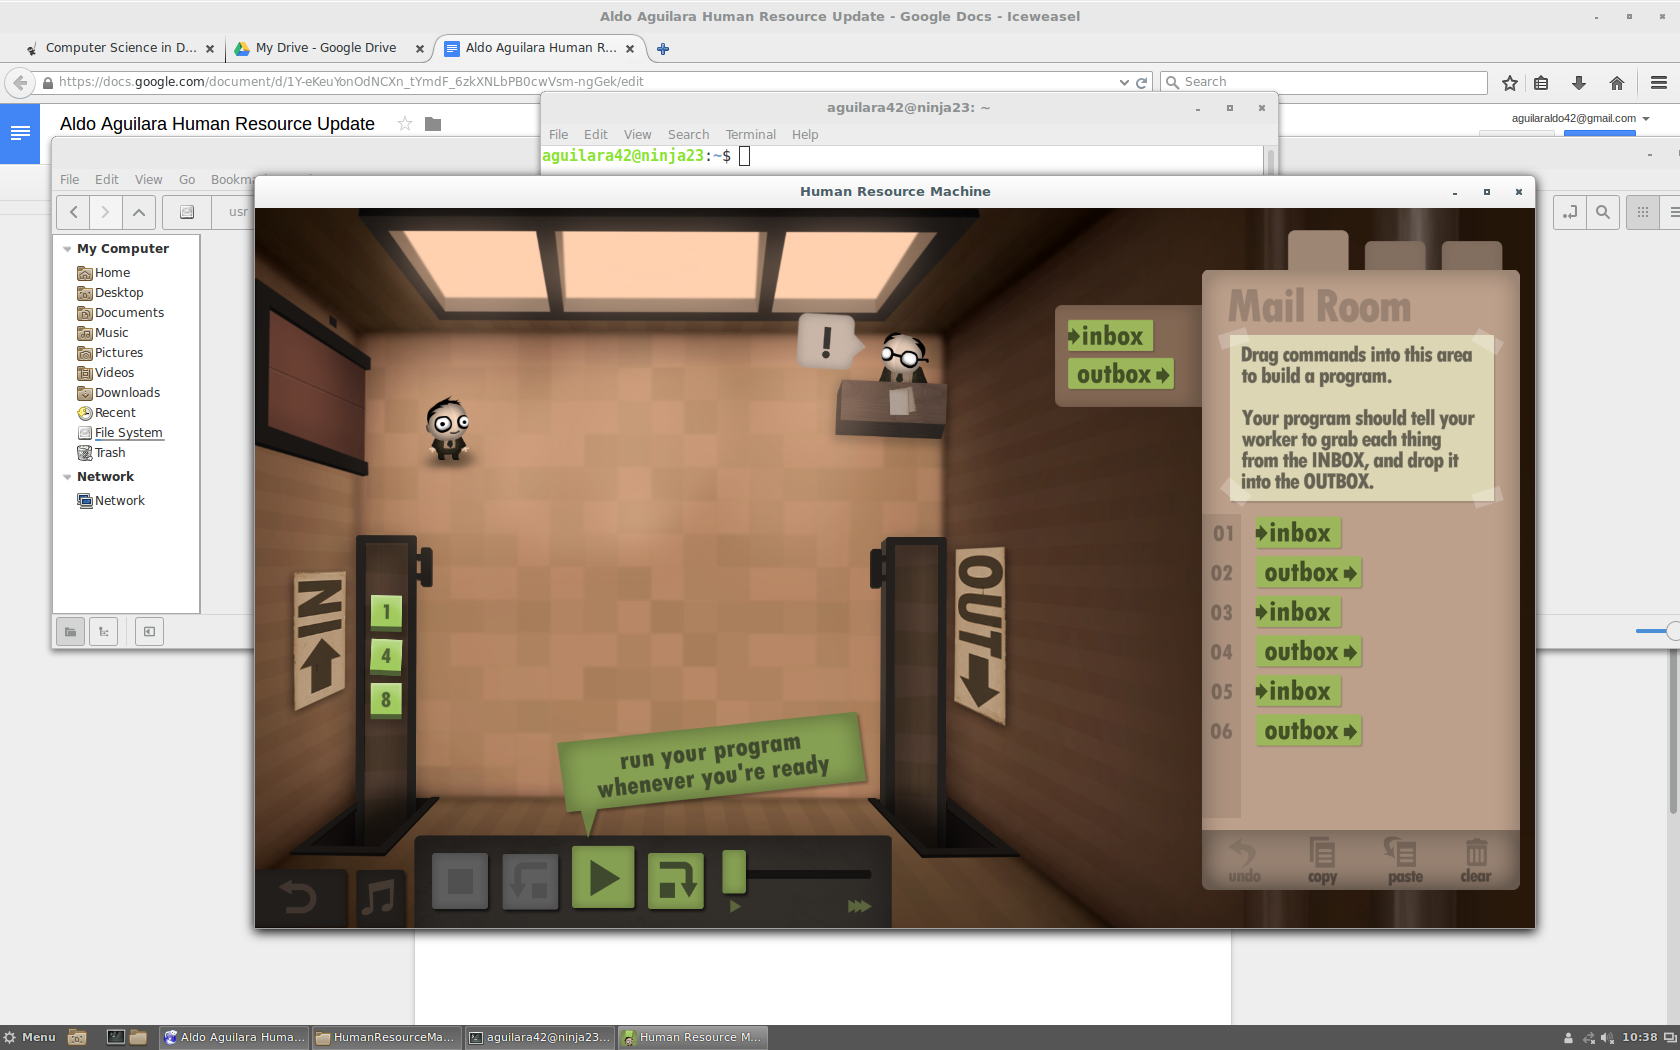 Aldo Aguilara Human Resource Update - Google Docs - Iceweasel
Computer Science in D...
My Drive - Google Drive
Aldo Aguilara Human R...
https://docs.google.com/document/d/1Y-eKeuYonOdNCXn_tYmdF_6zkXNLbPB0cwVsm-ngGek/edit
Search
Aldo Aguilara Human Resource Update
aguilaraldo42@gmail.com
aguilara42@ninja23: ~
File Edit View Search Terminal Help
aguilara42@ninja23:~$
File Edit View Go Bookma
usr
My Computer
Home
Desktop
Documents
Music
Pictures
Videos
Downloads
Recent
File System
Trash
Network
Network
Human Resource Machine
!
IN
1
4
8
OUT
run your program
whenever you're ready
inbox
outbox
Mail Room
Drag commands into this area
to build a program.
Your program should tell your
worker to grab each thing
from the INBOX, and drop it
into the OUTBOX.
01 inbox
02 outbox
03 inbox
04 outbox
05 inbox
06 outbox
undo copy paste clear
Menu
Aldo Aguilara Huma...
HumanResourceMa...
aguilara42@ninja23...
Human Resource M...
10:38